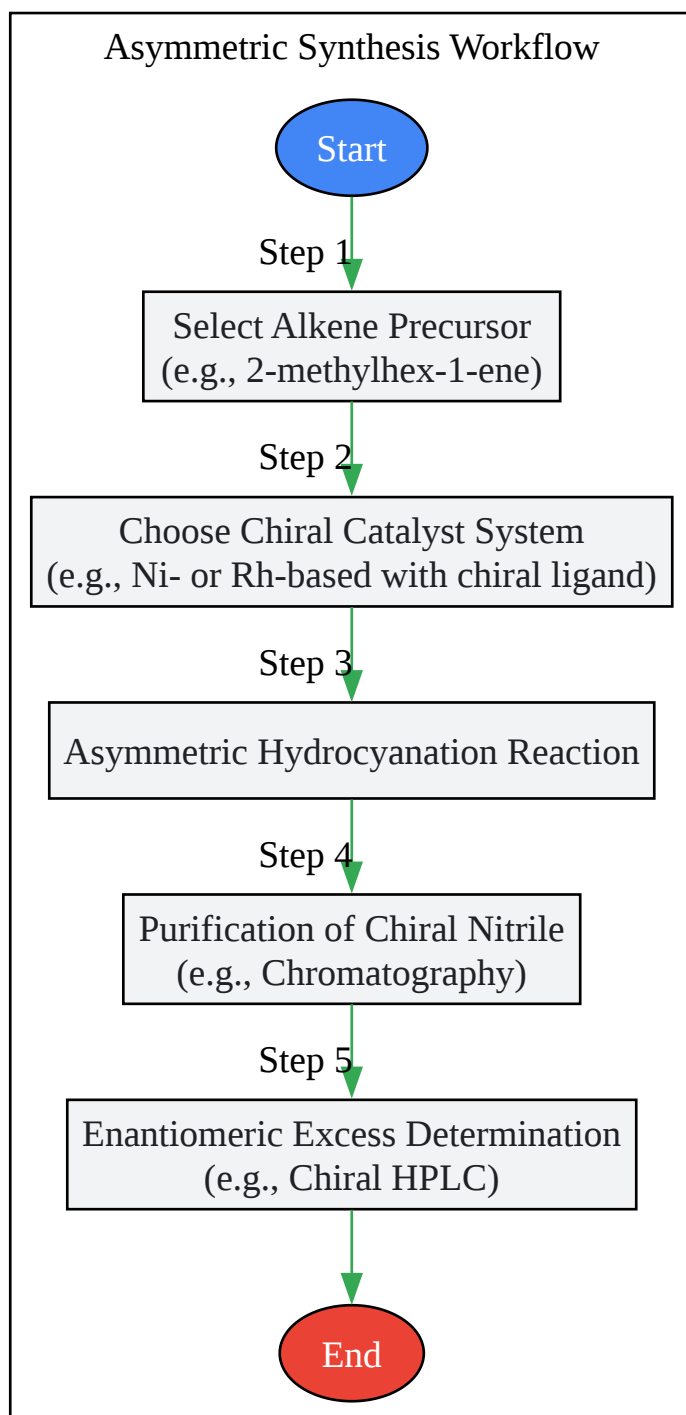 Asymmetric Synthesis Workflow
Start
Step 1
Select Alkene Precursor
(e.g., 2-methylhex-1-ene)
Step 2
Choose Chiral Catalyst System
(e.g., Ni- or Rh-based with chiral ligand)
Step 3
Asymmetric Hydrocyanation Reaction
Step 4
Purification of Chiral Nitrile
(e.g., Chromatography)
Step 5
Enantiomeric Excess Determination
(e.g., Chiral HPLC)
End